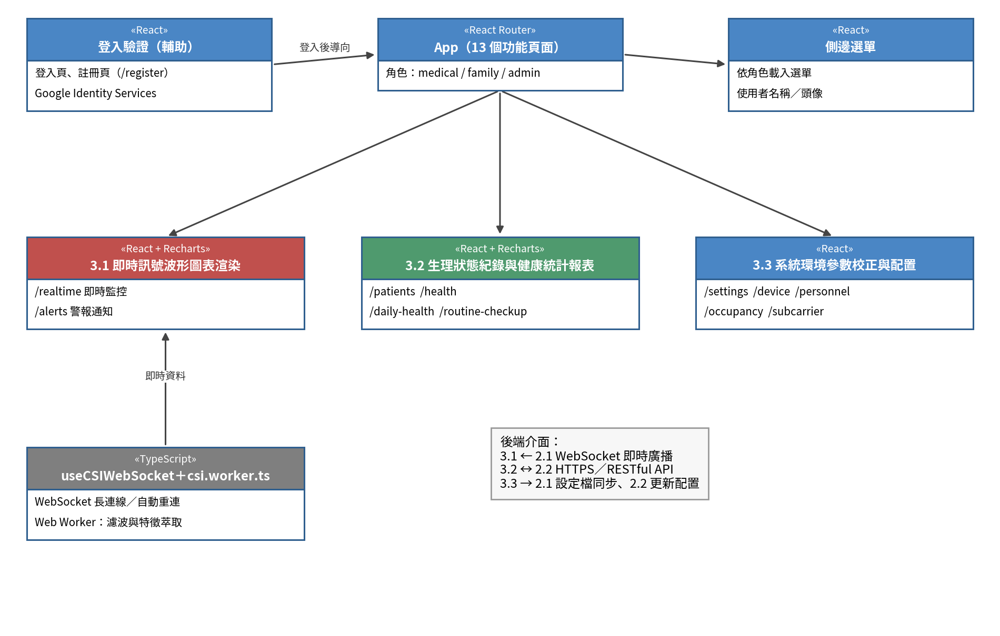 «React»
登入驗證（輔助）
登入頁、註冊頁（/register）
Google Identity Services
登入後導向
«React Router»
App（13 個功能頁面）
角色：medical / family / admin
«React»
側邊選單
依角色載入選單
使用者名稱／頭像
«React + Recharts»
3.1 即時訊號波形圖表渲染
/realtime 即時監控
/alerts 警報通知
«React + Recharts»
3.2 生理狀態紀錄與健康統計報表
/patients /health
/daily-health /routine-checkup
«React»
3.3 系統環境參數校正與配置
/settings /device /personnel
/occupancy /subcarrier
即時資料
«TypeScript»
useCSIWebSocket＋csi.worker.ts
WebSocket 長連線／自動重連
Web Worker：濾波與特徵萃取
後端介面：
3.1 ← 2.1 WebSocket 即時廣播
3.2 ↔ 2.2 HTTPS／RESTful API
3.3 → 2.1 設定檔同步、2.2 更新配置